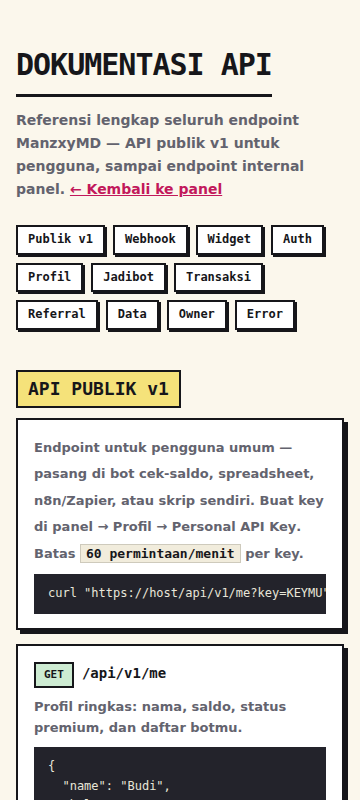 DOKUMENTASI API
Referensi lengkap seluruh endpoint
ManzxyMD — API publik v1 untuk
pengguna, sampai endpoint internal
panel. ← Kembali ke panel
Publik v1 Webhook Widget Auth
Profil Jadibot Transaksi
Referral Data Owner Error
API PUBLIK v1
Endpoint untuk pengguna umum —
pasang di bot cek-saldo, spreadsheet,
n8n/Zapier, atau skrip sendiri. Buat key
di panel → Profil → Personal API Key.
Batas 60 permintaan/menit per key.
curl "https://host/api/v1/me?key=KEYMU"
GET /api/v1/me
Profil ringkas: nama, saldo, status
premium, dan daftar botmu.
{
"name": "Budi",